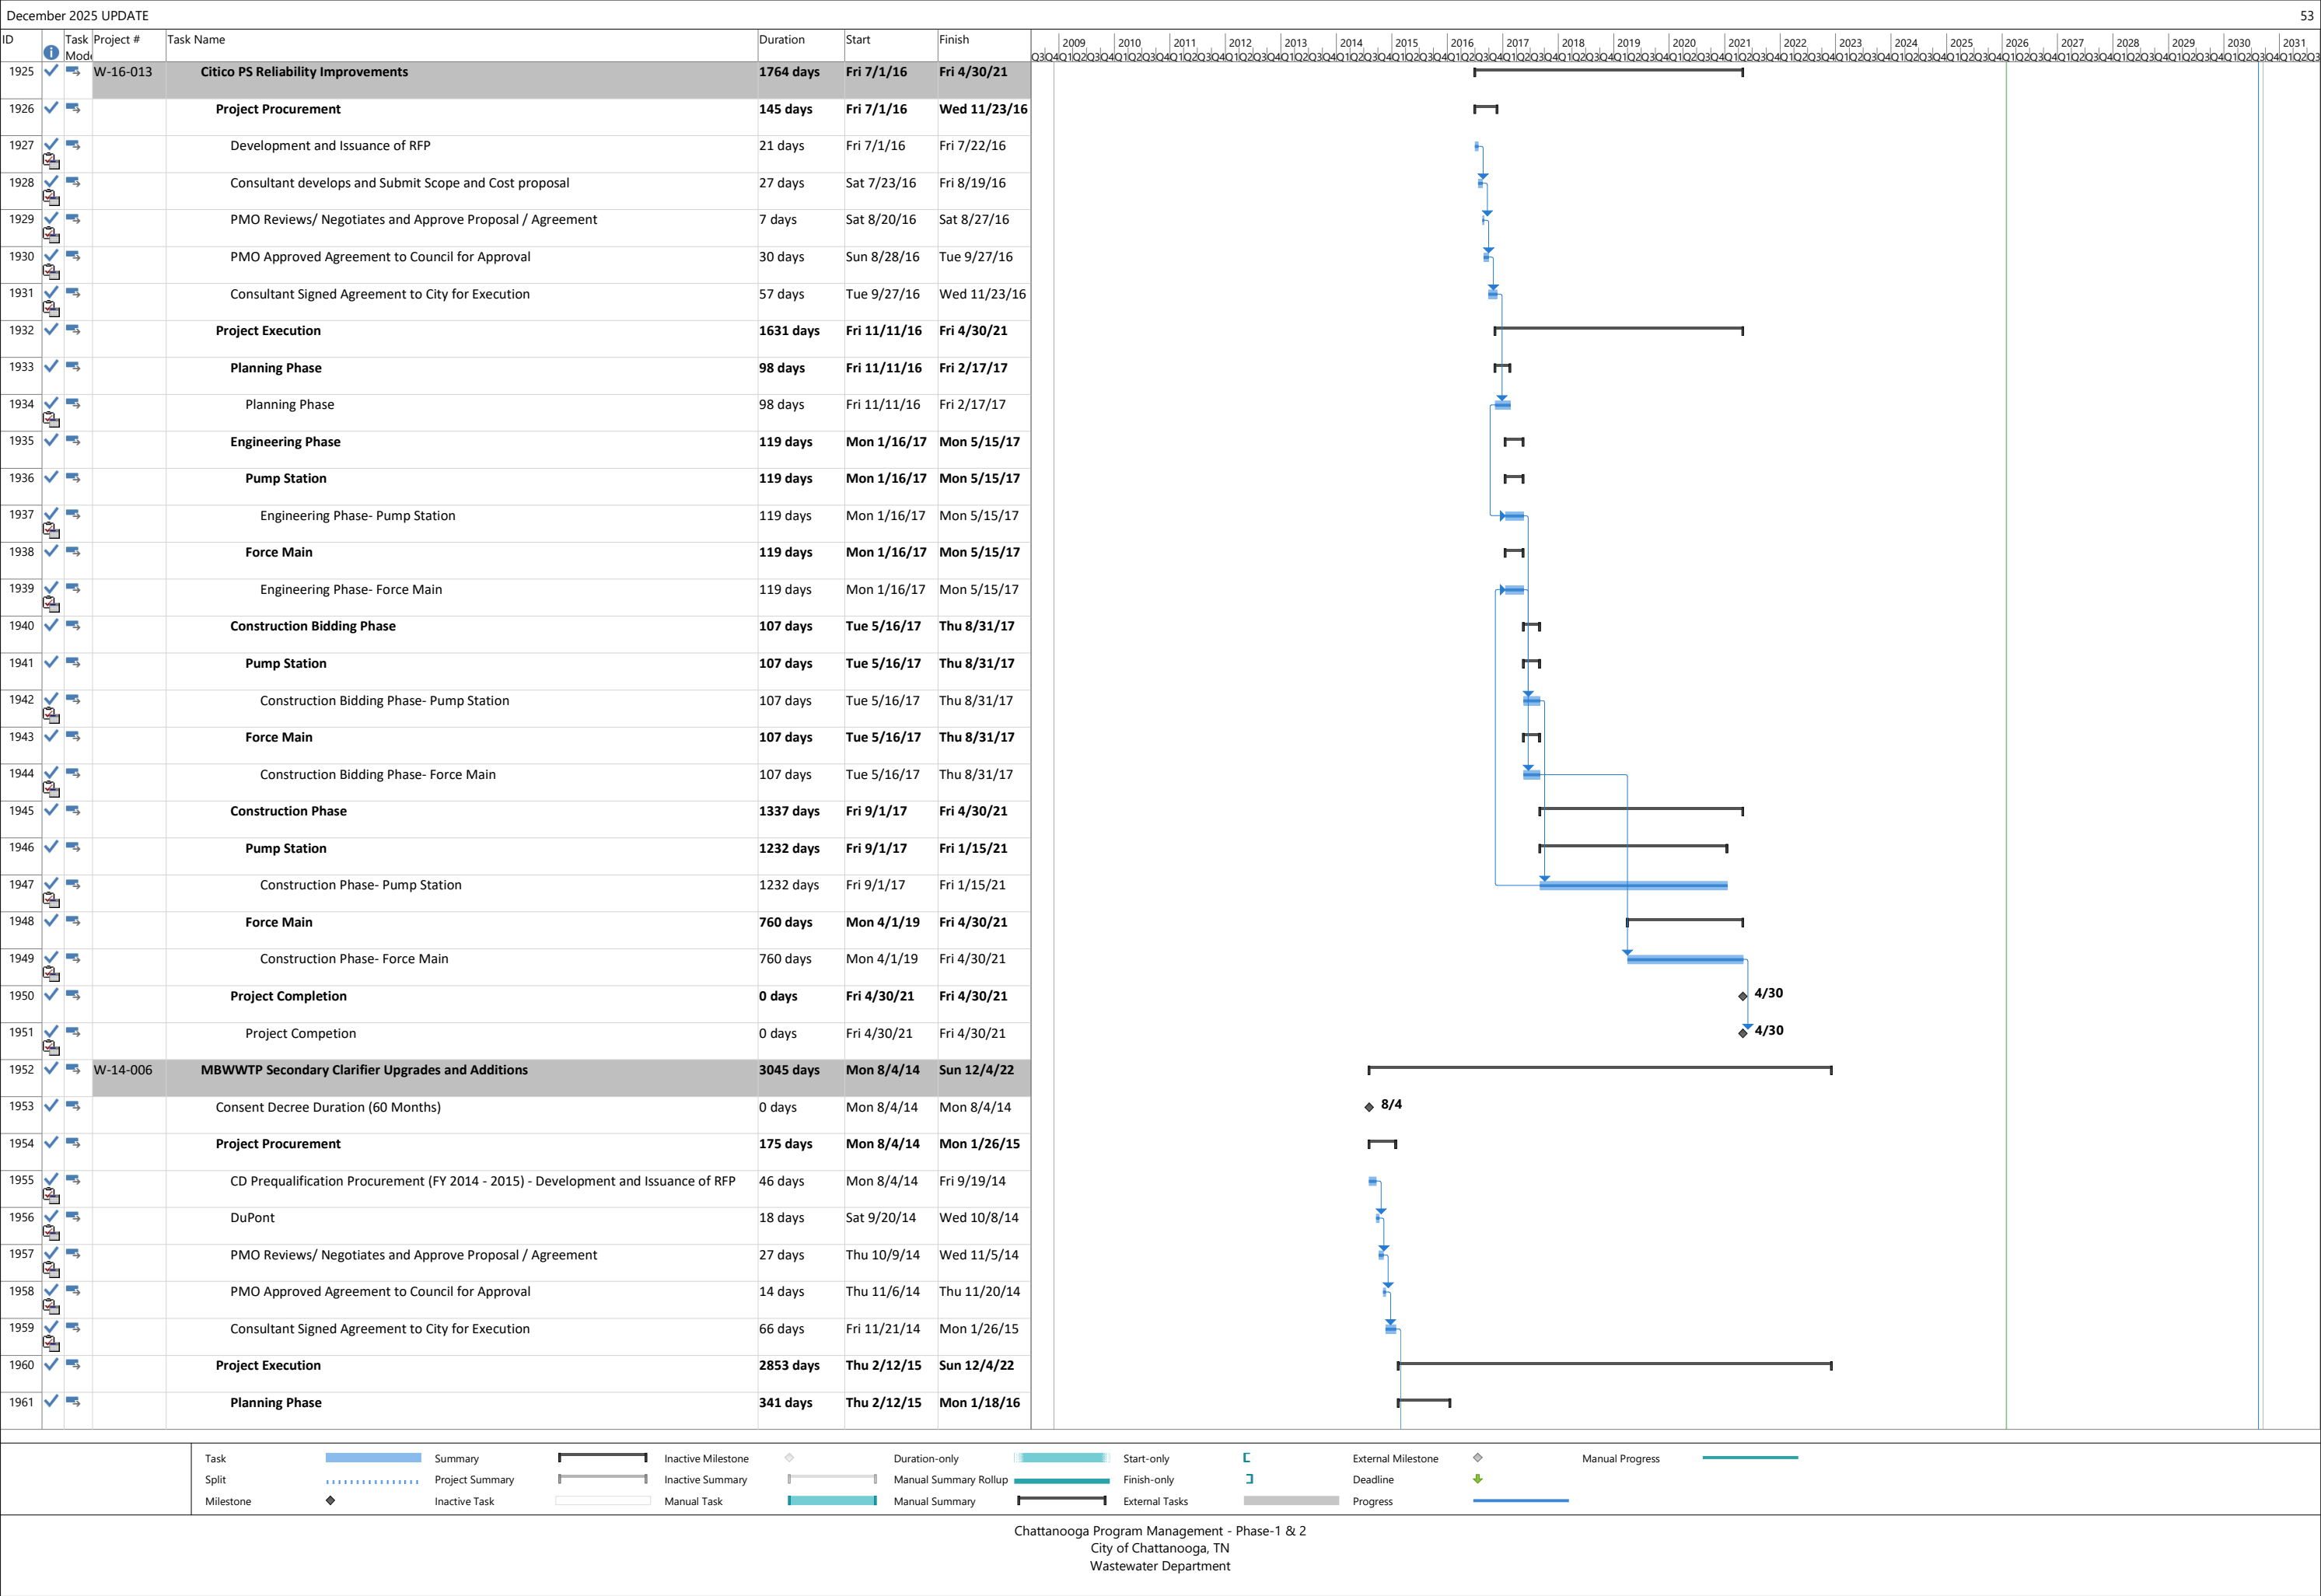 December 2025 UPDATE 53
ID Task Mode Project # Task Name Duration Start Finish 2009 2010 2011 2012 2013 2014 2015 2016 2017 2018 2019 2020 2021 2022 2023 2024 2025 2026 2027 2028 2029 2030 2031
1925 W-16-013 Citico PS Reliability Improvements 1764 days Fri 7/1/16 Fri 4/30/21
1926 Project Procurement 145 days Fri 7/1/16 Wed 11/23/16
1927 Development and Issuance of RFP 21 days Fri 7/1/16 Fri 7/22/16
1928 Consultant develops and Submit Scope and Cost proposal 27 days Sat 7/23/16 Fri 8/19/16
1929 PMO Reviews/ Negotiates and Approve Proposal / Agreement 7 days Sat 8/20/16 Sat 8/27/16
1930 PMO Approved Agreement to Council for Approval 30 days Sun 8/28/16 Tue 9/27/16
1931 Consultant Signed Agreement to City for Execution 57 days Tue 9/27/16 Wed 11/23/16
1932 Project Execution 1631 days Fri 11/11/16 Fri 4/30/21
1933 Planning Phase 98 days Fri 11/11/16 Fri 2/17/17
1934 Planning Phase 98 days Fri 11/11/16 Fri 2/17/17
1935 Engineering Phase 119 days Mon 1/16/17 Mon 5/15/17
1936 Pump Station 119 days Mon 1/16/17 Mon 5/15/17
1937 Engineering Phase- Pump Station 119 days Mon 1/16/17 Mon 5/15/17
1938 Force Main 119 days Mon 1/16/17 Mon 5/15/17
1939 Engineering Phase- Force Main 119 days Mon 1/16/17 Mon 5/15/17
1940 Construction Bidding Phase 107 days Tue 5/16/17 Thu 8/31/17
1941 Pump Station 107 days Tue 5/16/17 Thu 8/31/17
1942 Construction Bidding Phase- Pump Station 107 days Tue 5/16/17 Thu 8/31/17
1943 Force Main 107 days Tue 5/16/17 Thu 8/31/17
1944 Construction Bidding Phase- Force Main 107 days Tue 5/16/17 Thu 8/31/17
1945 Construction Phase 1337 days Fri 9/1/17 Fri 4/30/21
1946 Pump Station 1232 days Fri 9/1/17 Fri 1/15/21
1947 Construction Phase- Pump Station 1232 days Fri 9/1/17 Fri 1/15/21
1948 Force Main 760 days Mon 4/1/19 Fri 4/30/21
1949 Construction Phase- Force Main 760 days Mon 4/1/19 Fri 4/30/21
1950 Project Completion 0 days Fri 4/30/21 Fri 4/30/21 4/30
1951 Project Competion 0 days Fri 4/30/21 Fri 4/30/21 4/30
1952 W-14-006 MBWWTP Secondary Clarifier Upgrades and Additions 3045 days Mon 8/4/14 Sun 12/4/22
1953 Consent Decree Duration (60 Months) 0 days Mon 8/4/14 Mon 8/4/14 8/4
1954 Project Procurement 175 days Mon 8/4/14 Mon 1/26/15
1955 CD Prequalification Procurement (FY 2014 - 2015) - Development and Issuance of RFP 46 days Mon 8/4/14 Fri 9/19/14
1956 DuPont 18 days Sat 9/20/14 Wed 10/8/14
1957 PMO Reviews/ Negotiates and Approve Proposal / Agreement 27 days Thu 10/9/14 Wed 11/5/14
1958 PMO Approved Agreement to Council for Approval 14 days Thu 11/6/14 Thu 11/20/14
1959 Consultant Signed Agreement to City for Execution 66 days Fri 11/21/14 Mon 1/26/15
1960 Project Execution 2853 days Thu 2/12/15 Sun 12/4/22
1961 Planning Phase 341 days Thu 2/12/15 Mon 1/18/16
Task Summary Inactive Milestone Duration-only Start-only External Milestone Manual Progress
Split Project Summary Inactive Summary Manual Summary Rollup Finish-only Deadline
Milestone Inactive Task Manual Task Manual Summary External Tasks Progress
Chattanooga Program Management - Phase-1 & 2
City of Chattanooga, TN
Wastewater Department